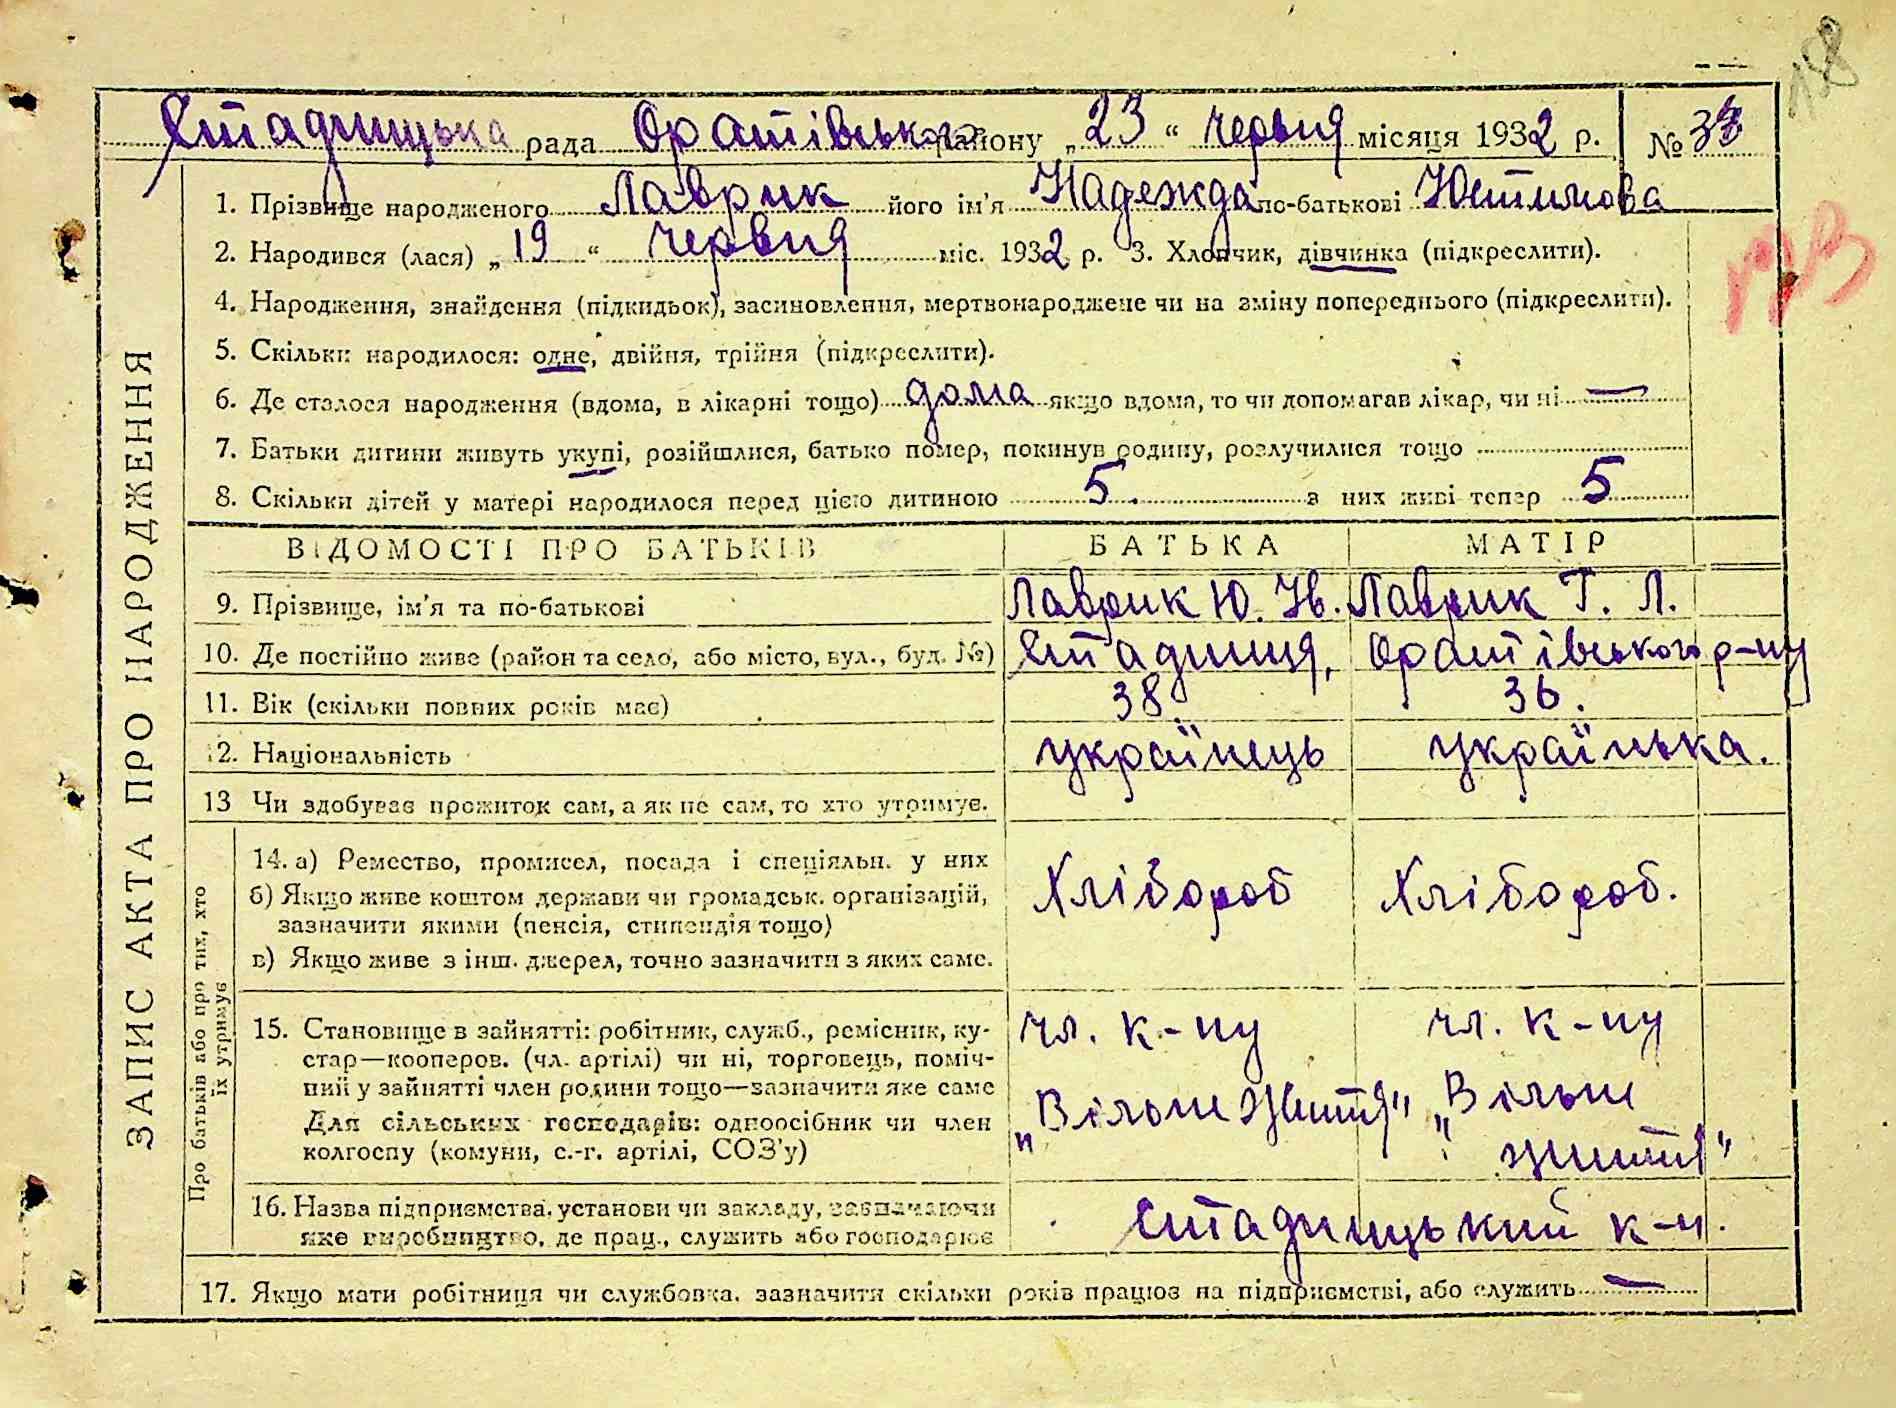 158
Стадницька рада Оратівського району „ 23 “ червня місяця 1932 р. № 33
1. Прізвище народженого Лаврик його ім'я Надежда по-батькові Юстимова
2. Народився (лася) „ 19 “ червня міс. 1932 р. 3. Хлопчик, дівчинка (підкреслити).
4. Народження, знайдення (підкидьок), засиновлення, мертвонароджене чи на зміну попереднього (підкреслити).
5. Скільки народилося: одне, двійня, трійня (підкреслити).
6. Де сталося народження (вдома, в лікарні тощо) дома якщо вдома, то чи допомагав лікар, чи ні —
7. Батьки дитини живуть укупі, розійшлися, батько помер, покинув родину, розлучилися тощо
8. Скільки дітей у матері народилося перед цією дитиною 5. з них живі тепер 5
ЗАПИС АКТА ПРО НАРОДЖЕННЯ
ВІДОМОСТІ ПРО БАТЬКІВ БАТЬКА МАТІР
9. Прізвище, ім'я та по-батькові Лаврик Ю. Ів. Лаврик Т. Л.
10. Де постійно живе (район та село, або місто, вул., буд. №) Стадниця, Оратівського р-ну
11. Вік (скільки повних років має) 38 36.
12. Національність українець українька.
13 Чи здобуває прожиток сам, а як не сам, то хто утримує.
Про батьків або про тих, хто їх утримує
14. а) Ремество, промисел, посада і спеціяльн. у них
б) Якщо живе коштом держави чи громадськ. організацій,
зазначити якими (пенсія, стипендія тощо)
в) Якщо живе з інш. джерел, точно зазначити з яких саме.
Хлібороб Хлібороб.
15. Становище в зайнятті: робітник, служб., ремісник, ку-
стар—кооперов. (чл. артілі) чи ні, торговець, поміч-
ний у зайнятті член родини тощо—зазначити яке саме
Для сільських господарів: одноосібник чи член
колгоспу (комуни, с.-г. артілі, СОЗ'у)
чл. к-пу чл. к-пу
„Вільне життя" „Вільне
життя"
16. Назва підприємства, установи чи закладу, зазначаючи
яке виробництво, де прац., служить або господарює
Стадницький к-п.
17. Якщо мати робітниця чи службовка, зазначити скільки років працює на підприємстві, або служить —